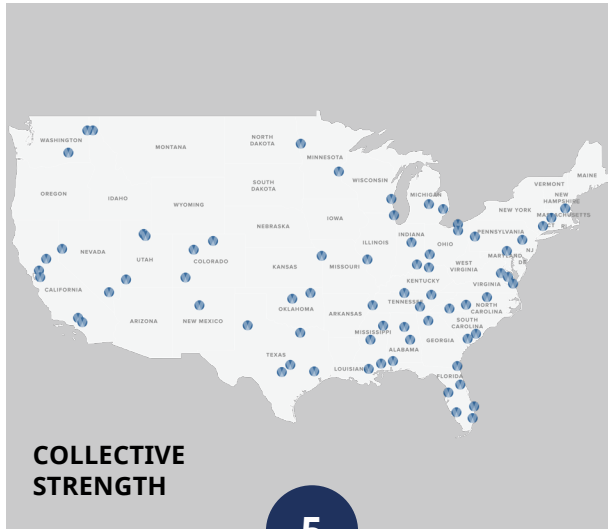 WASHINGTON
MONTANA
NORTH
DAKOTA
MINNESOTA
OREGON
IDAHO
WYOMING
SOUTH
DAKOTA
WISCONSIN
MICHIGAN
VERMONT
MAINE
NEW
HAMPSHIRE
NEW YORK
MASSACHUSETTS
CT
RI
NEVADA
UTAH
COLORADO
NEBRASKA
IOWA
ILLINOIS
INDIANA
OHIO
PENNSYLVANIA
NJ
MARYLAND
DE
CALIFORNIA
KANSAS
MISSOURI
WEST
VIRGINIA
VIRGINIA
KENTUCKY
ARIZONA
NEW MEXICO
OKLAHOMA
ARKANSAS
TENNESSEE
NORTH
CAROLINA
SOUTH
CAROLINA
TEXAS
LOUISIANA
MISSISSIPPI
ALABAMA
GEORGIA
FLORIDA
COLLECTIVE
STRENGTH
5